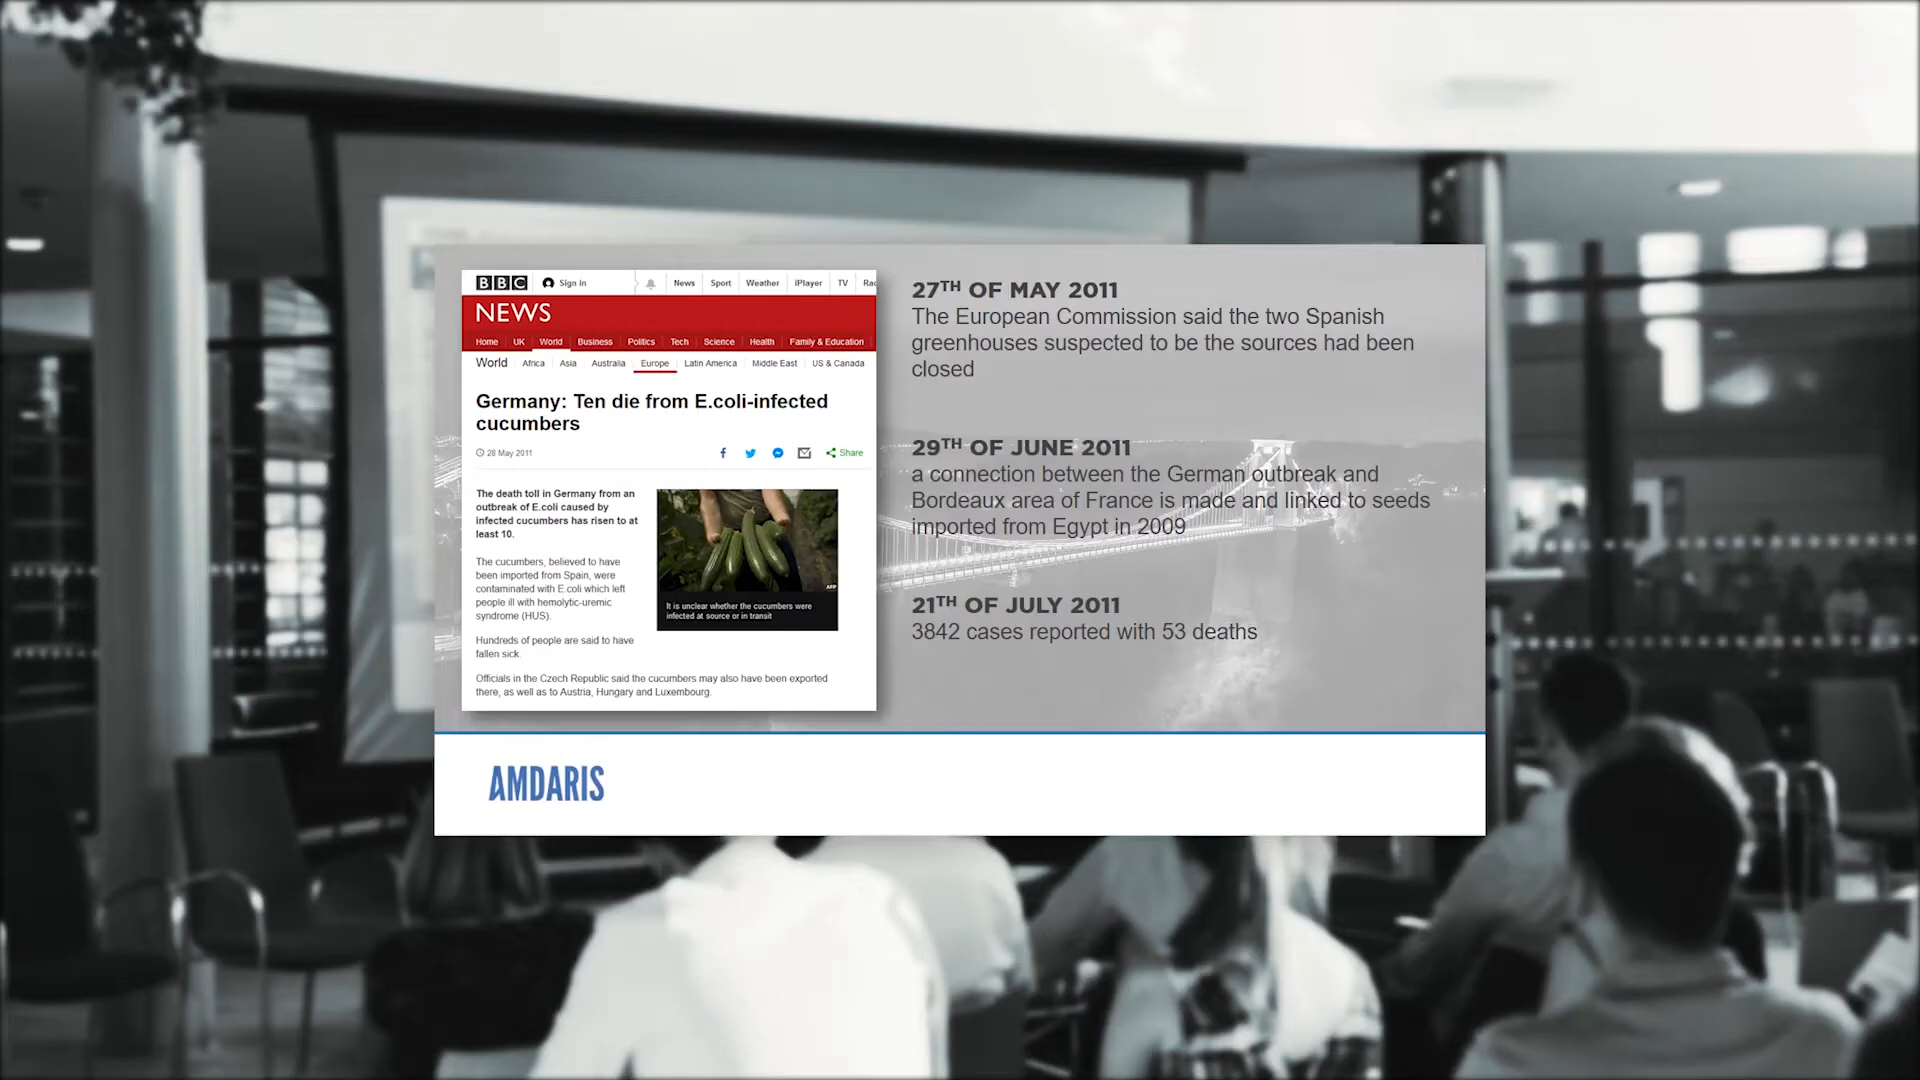 BBC Sign in News Sport Weather iPlayer TV
NEWS
Home UK World Business Politics Tech Science Health Family & Education
World Africa Asia Australia Europe Latin America Middle East US & Canada
Germany: Ten die from E.coli-infected
cucumbers
28 May 2011 Share
The death toll in Germany from an
outbreak of E.coli caused by
infected cucumbers has risen to at
least 10.
The cucumbers, believed to have
been imported from Spain, were
contaminated with E.coli which left
people ill with hemolytic-uremic
syndrome (HUS).
Hundreds of people are said to have
fallen sick.
AFP
It is unclear whether the cucumbers were
infected at source or in transit
Officials in the Czech Republic said the cucumbers may also have been exported
there, as well as to Austria, Hungary and Luxembourg.
27TH OF MAY 2011
The European Commission said the two Spanish
greenhouses suspected to be the sources had been
closed
29TH OF JUNE 2011
a connection between the German outbreak and
Bordeaux area of France is made and linked to seeds
imported from Egypt in 2009
21TH OF JULY 2011
3842 cases reported with 53 deaths
AMDARIS